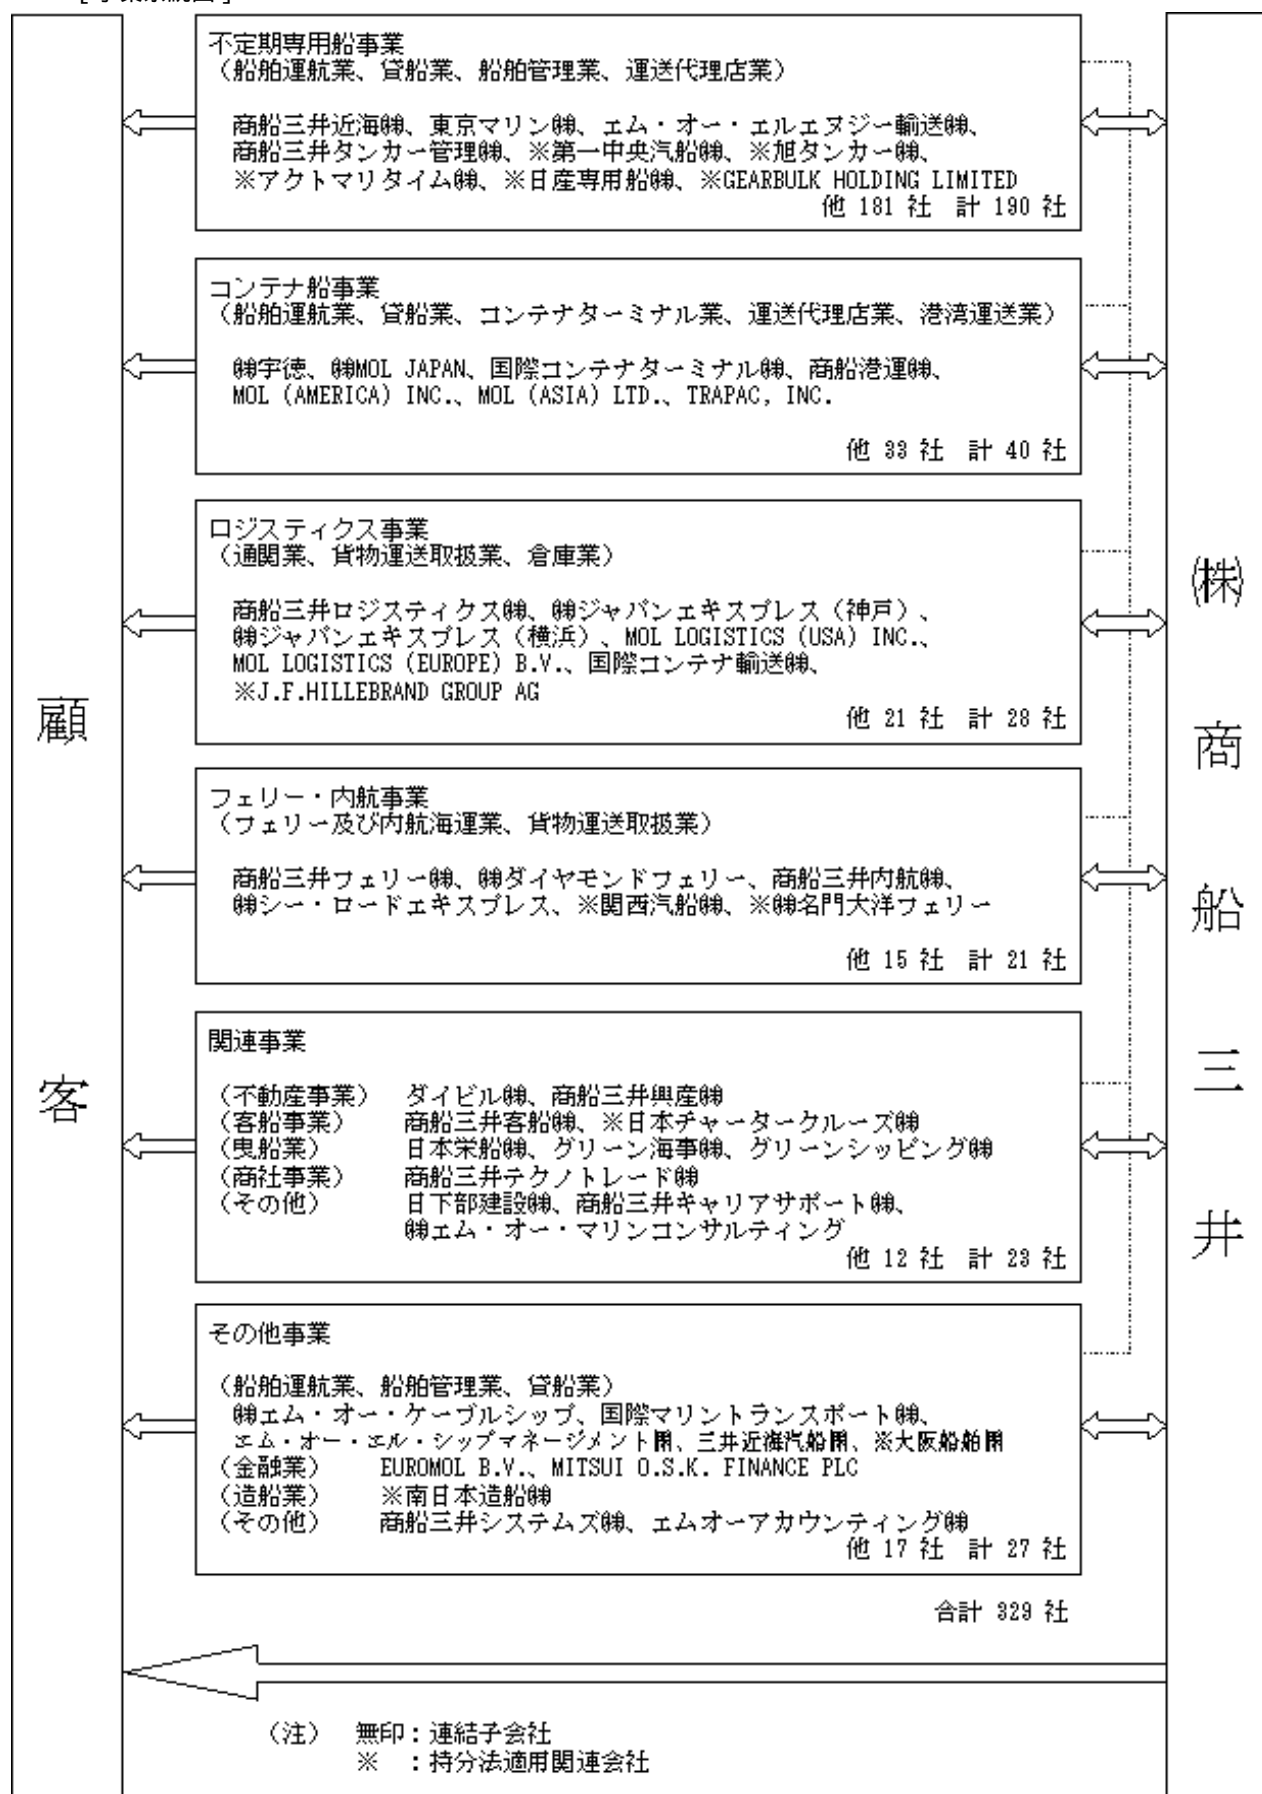 [事業系統図]
不定期専用船事業
（船舶運航業、貸船業、船舶管理業、運送代理店業）
商船三井近海㈱、東京マリン㈱、エム・オー・エルエヌジー輸送㈱、
商船三井タンカー管理㈱、※第一中央汽船㈱、※旭タンカー㈱、
※アクトマリタイム㈱、※日産専用船㈱、※GEARBULK HOLDING LIMITED
他 181 社 計 190 社
コンテナ船事業
（船舶運航業、貸船業、コンテナターミナル業、運送代理店業、港湾運送業）
㈱宇徳、㈱MOL JAPAN、国際コンテナターミナル㈱、商船港運㈱、
MOL (AMERICA) INC.、MOL (ASIA) LTD.、TRAPAC, INC.
他 33 社 計 40 社
ロジスティクス事業
（通関業、貨物運送取扱業、倉庫業）
商船三井ロジスティクス㈱、㈱ジャパンエキスプレス（神戸）、
㈱ジャパンエキスプレス（横浜）、MOL LOGISTICS (USA) INC.、
MOL LOGISTICS (EUROPE) B.V.、国際コンテナ輸送㈱、
※J.F.HILLEBRAND GROUP AG
他 21 社 計 28 社
フェリー・内航事業
（フェリー及び内航海運業、貨物運送取扱業）
商船三井フェリー㈱、㈱ダイヤモンドフェリー、商船三井内航㈱、
㈱シー・ロードエキスプレス、※関西汽船㈱、※㈱名門大洋フェリー
他 15 社 計 21 社
関連事業
（不動産事業） ダイビル㈱、商船三井興産㈱
（客船事業） 商船三井客船㈱、※日本チャータークルーズ㈱
（曳船業） 日本栄船㈱、グリーン海事㈱、グリーンシッピング㈱
（商社事業） 商船三井テクノトレード㈱
（その他） 日下部建設㈱、商船三井キャリアサポート㈱、
㈱エム・オー・マリンコンサルティング
他 12 社 計 23 社
その他事業
（船舶運航業、船舶管理業、貸船業）
㈱エム・オー・ケーブルシップ、国際マリントランスポート㈱、
エム・オー・エル・シップマネージメント㈱、三井近海汽船㈱、※大阪船舶㈱
（金融業） EUROMOL B.V.、MITSUI O.S.K. FINANCE PLC
（造船業） ※南日本造船㈱
（その他） 商船三井システムズ㈱、エムオーアカウンティング㈱
他 17 社 計 27 社
合計 329 社
顧客
㈱商船三井
（注） 無印：連結子会社
※ ：持分法適用関連会社